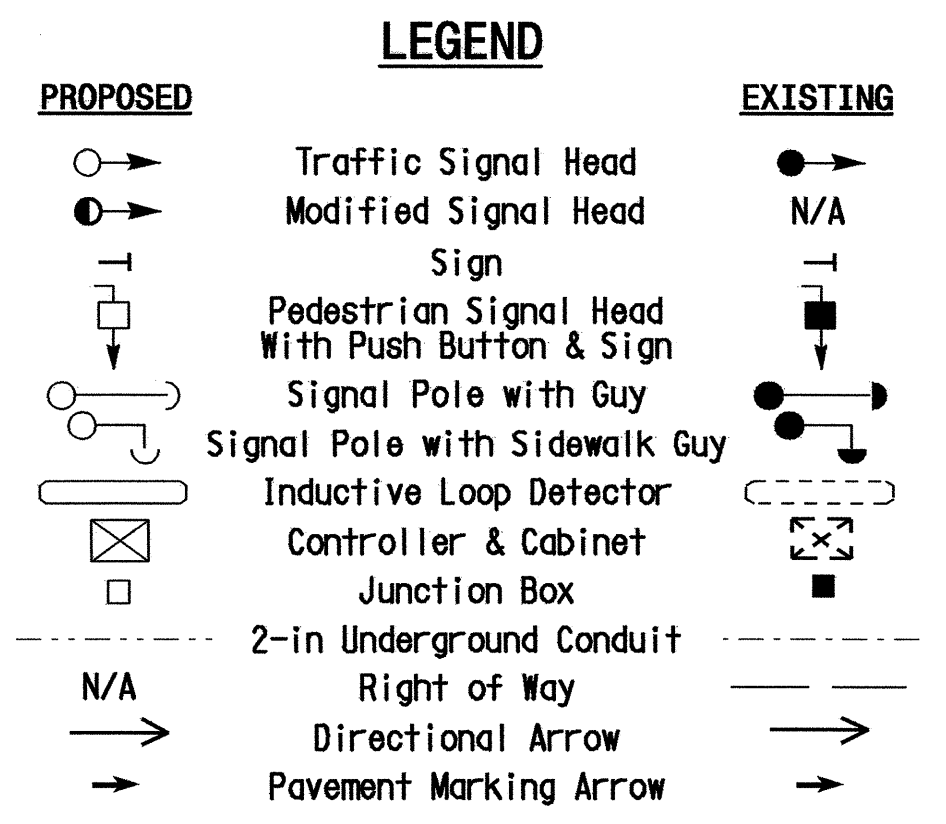 LEGEND
PROPOSED EXISTING
Traffic Signal Head
Modified Signal Head N/A
Sign
Pedestrian Signal Head
With Push Button & Sign
Signal Pole with Guy
Signal Pole with Sidewalk Guy
Inductive Loop Detector
Controller & Cabinet
Junction Box
2-in Underground Conduit
N/A Right of Way
Directional Arrow
Pavement Marking Arrow